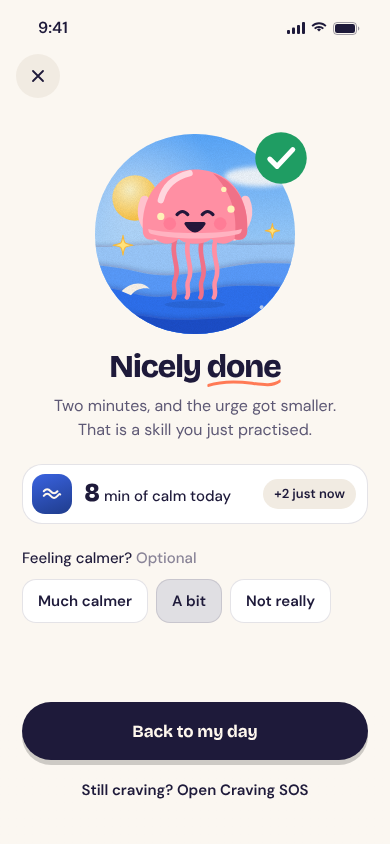 9:41
Nicely done
Two minutes, and the urge got smaller.
That is a skill you just practised.
8 min of calm today
+2 just now
Feeling calmer? Optional
Much calmer
A bit
Not really
Back to my day
Still craving? Open Craving SOS